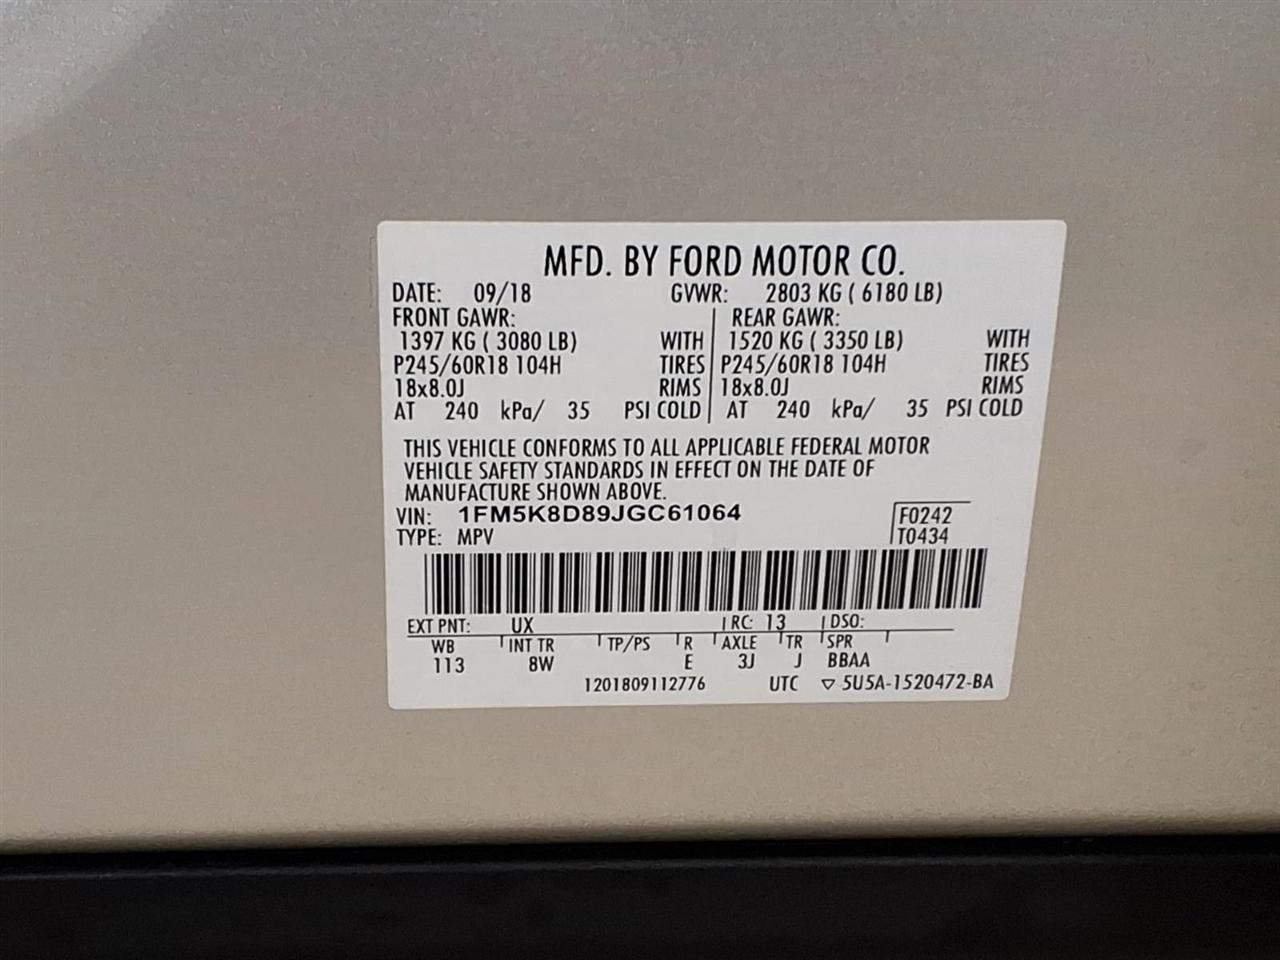 MFD. BY FORD MOTOR CO.
DATE: 09/18 GVWR: 2803 KG ( 6180 LB)
FRONT GAWR: REAR GAWR:
1397 KG ( 3080 LB) WITH 1520 KG ( 3350 LB) WITH
P245/60R18 104H TIRES P245/60R18 104H TIRES
18x8.0J RIMS 18x8.0J RIMS
AT 240 kPa/ 35 PSI COLD AT 240 kPa/ 35 PSI COLD
THIS VEHICLE CONFORMS TO ALL APPLICABLE FEDERAL MOTOR
VEHICLE SAFETY STANDARDS IN EFFECT ON THE DATE OF
MANUFACTURE SHOWN ABOVE.
VIN: 1FM5K8D89JGC61064 F0242
TYPE: MPV T0434
EXT PNT: UX RC: 13 DSO:
WB INT TR TP/PS R AXLE TR SPR
113 8W E 3J J BBAA
1201809112776 UTC ▽ 5U5A-1520472-BA